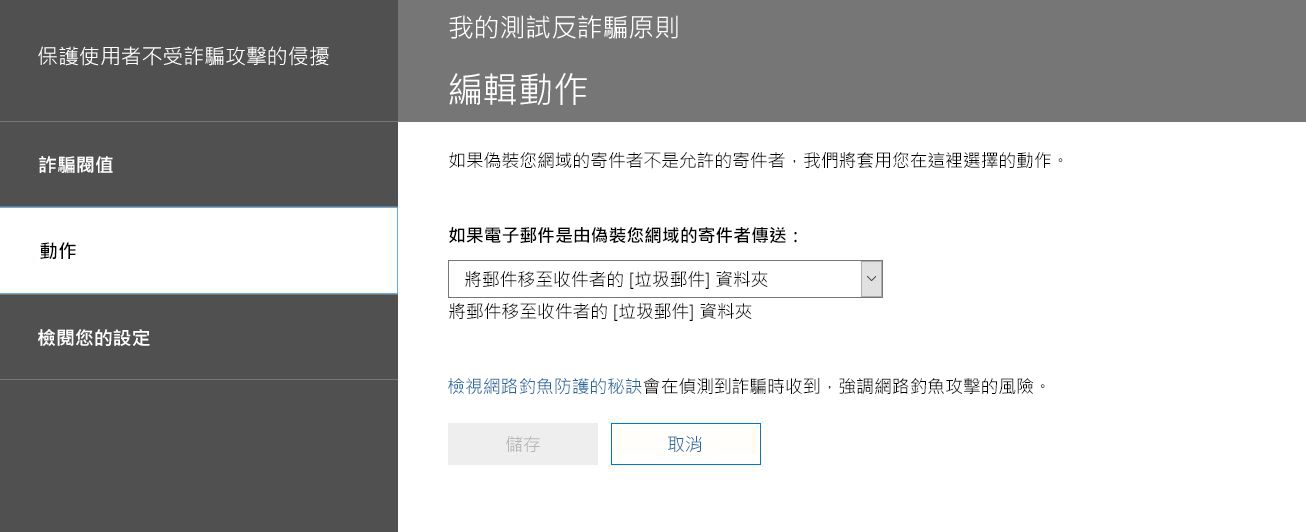 保護使用者不受詐騙攻擊的侵擾
詐騙閥值
動作
檢閱您的設定
我的測試反詐騙原則
編輯動作
如果偽裝您網域的寄件者不是允許的寄件者，我們將套用您在這裡選擇的動作。
如果電子郵件是由偽裝您網域的寄件者傳送：
將郵件移至收件者的 [垃圾郵件] 資料夾
將郵件移至收件者的 [垃圾郵件] 資料夾
檢視網路釣魚防護的秘訣會在偵測到詐騙時收到，強調網路釣魚攻擊的風險。
儲存
取消